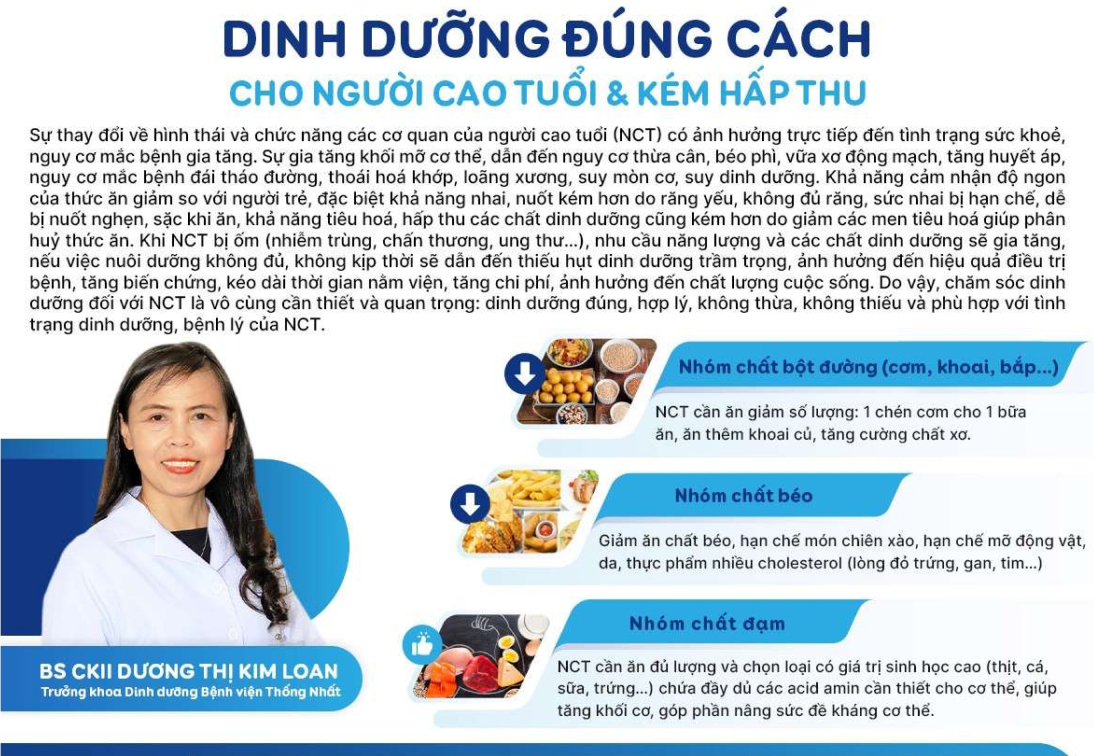 DINH DƯỠNG ĐÚNG CÁCH
CHO NGƯỜI CAO TUỔI & KÉM HẤP THU
Sự thay đổi về hình thái và chức năng các cơ quan của người cao tuổi (NCT) có ảnh hưởng trực tiếp đến tình trạng sức khoẻ,
nguy cơ mắc bệnh gia tăng. Sự gia tăng khối mỡ cơ thể, dẫn đến nguy cơ thừa cân, béo phì, vữa xơ động mạch, tăng huyết áp,
nguy cơ mắc bệnh đái tháo đường, thoái hoá khớp, loãng xương, suy mòn cơ, suy dinh dưỡng. Khả năng cảm nhận độ ngon
của thức ăn giảm so với người trẻ, đặc biệt khả năng nhai, nuốt kém hơn do răng yếu, không đủ răng, sức nhai bị hạn chế, dễ
bị nuốt nghẹn, sặc khi ăn, khả năng tiêu hoá, hấp thu các chất dinh dưỡng cũng kém hơn do giảm các men tiêu hoá giúp phân
huỷ thức ăn. Khi NCT bị ốm (nhiễm trùng, chấn thương, ung thư...), nhu cầu năng lượng và các chất dinh dưỡng sẽ gia tăng,
nếu việc nuôi dưỡng không đủ, không kịp thời sẽ dẫn đến thiếu hụt dinh dưỡng trầm trọng, ảnh hưởng đến hiệu quả điều trị
bệnh, tăng biến chứng, kéo dài thời gian nằm viện, tăng chi phí, ảnh hưởng đến chất lượng cuộc sống. Do vậy, chăm sóc dinh
dưỡng đối với NCT là vô cùng cần thiết và quan trọng: dinh dưỡng đúng, hợp lý, không thừa, không thiếu và phù hợp với tình
trạng dinh dưỡng, bệnh lý của NCT.
Nhóm chất bột đường (cơm, khoai, bắp...)
NCT cần ăn giảm số lượng: 1 chén cơm cho 1 bữa
ăn, ăn thêm khoai củ, tăng cường chất xơ.
Nhóm chất béo
Giảm ăn chất béo, hạn chế món chiên xào, hạn chế mỡ động vật,
da, thực phẩm nhiều cholesterol (lòng đỏ trứng, gan, tim...)
Nhóm chất đạm
NCT cần ăn đủ lượng và chọn loại có giá trị sinh học cao (thịt, cá,
sữa, trứng...) chứa đầy dủ các acid amin cần thiết cho cơ thể, giúp
tăng khối cơ, góp phần nâng sức đề kháng cơ thể.
BS CKII DƯƠNG THỊ KIM LOAN
Trưởng khoa Dinh dưỡng Bệnh viện Thống Nhất